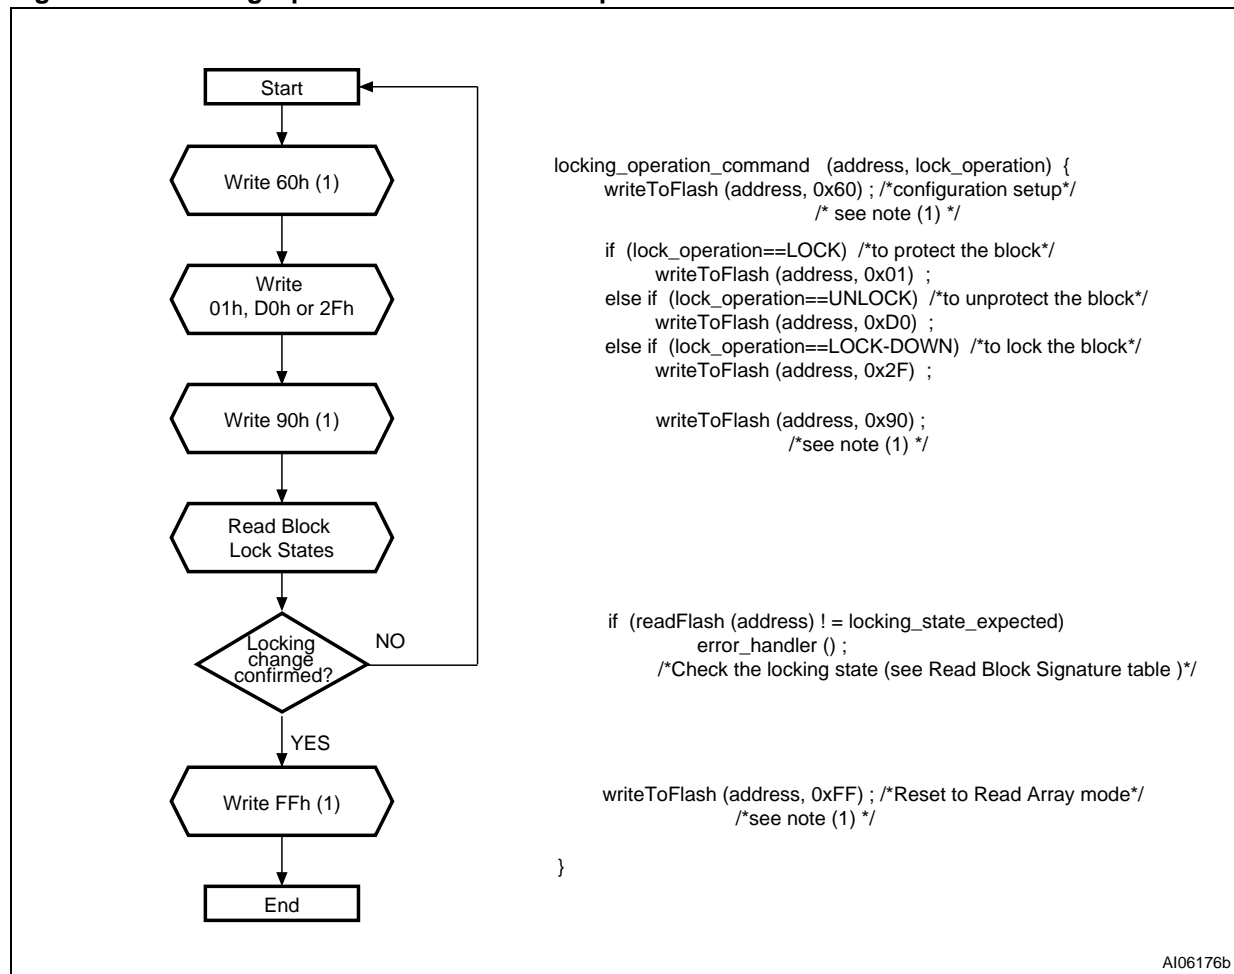 Start
Write 60h (1)
Write
01h, D0h or 2Fh
Write 90h (1)
Read Block
Lock States
Locking
change
confirmed?
NO
YES
Write FFh (1)
End
locking_operation_command (address, lock_operation) {
writeToFlash (address, 0x60) ; /*configuration setup*/
/* see note (1) */
if (lock_operation==LOCK) /*to protect the block*/
writeToFlash (address, 0x01) ;
else if (lock_operation==UNLOCK) /*to unprotect the block*/
writeToFlash (address, 0xD0) ;
else if (lock_operation==LOCK-DOWN) /*to lock the block*/
writeToFlash (address, 0x2F) ;
writeToFlash (address, 0x90) ;
/*see note (1) */
if (readFlash (address) ! = locking_state_expected)
error_handler () ;
/*Check the locking state (see Read Block Signature table )*/
writeToFlash (address, 0xFF) ; /*Reset to Read Array mode*/
/*see note (1) */
}
AI06176b